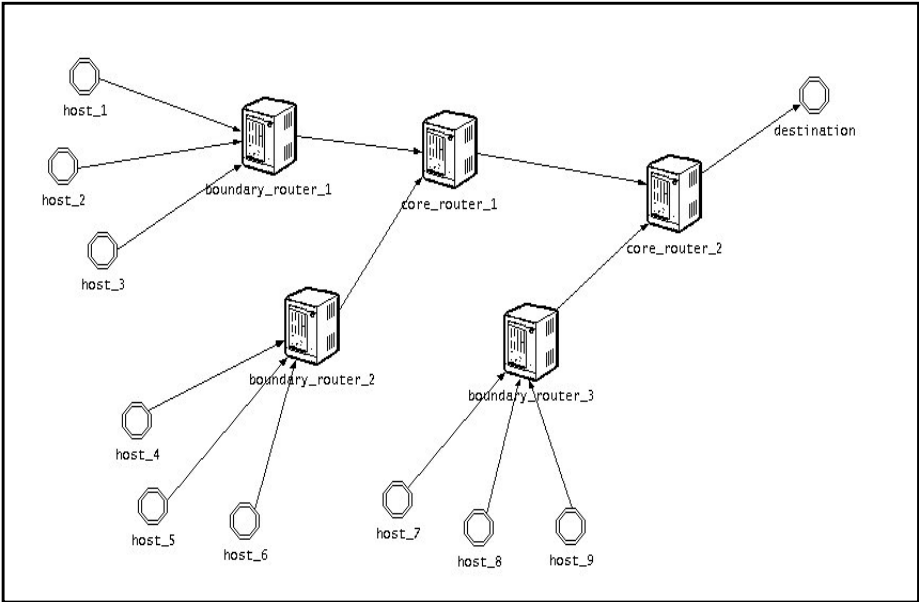 host_1
destination
boundary_router_1
host_2
core_router_1
core_router_2
host_3
boundary_router_2
boundary_router_3
host_4
host_5
host_6
host_7
host_8
host_9